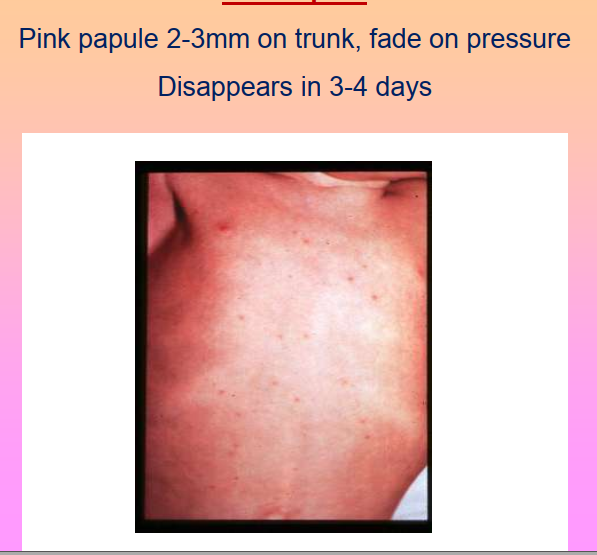 Pink papule 2-3mm on trunk, fade on pressure
Disappears in 3-4 days